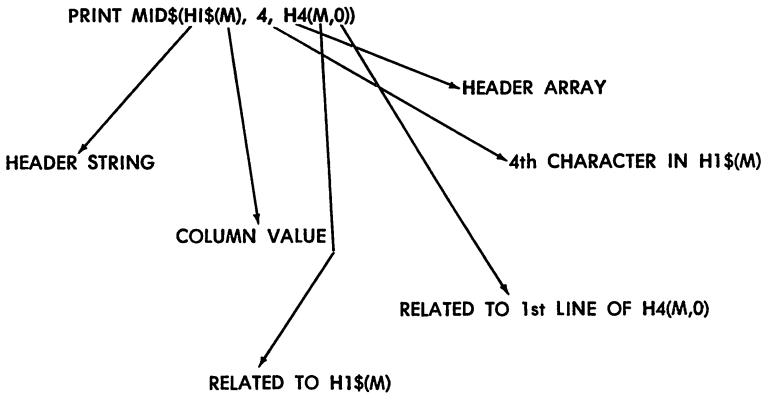 PRINT MID$(HI$(M), 4, H4(M,0))
HEADER ARRAY
HEADER STRING
4th CHARACTER IN H1$(M)
COLUMN VALUE
RELATED TO 1st LINE OF H4(M,0)
RELATED TO H1$(M)